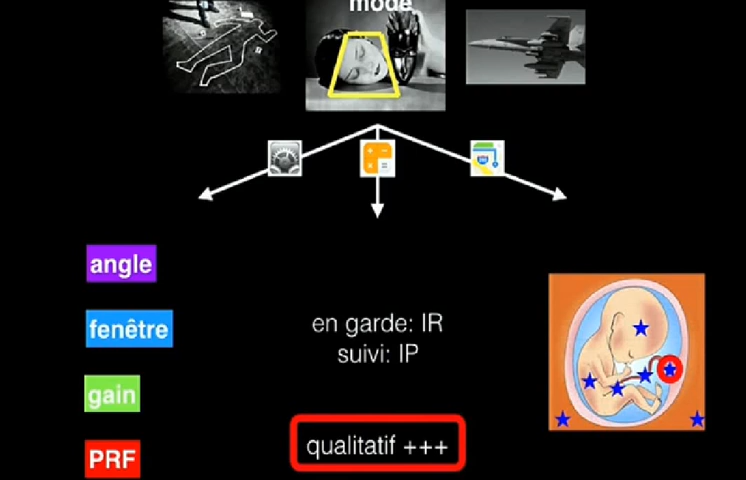 mode
angle
fenêtre
gain
PRF
en garde: IR
suivi: IP
qualitatif +++